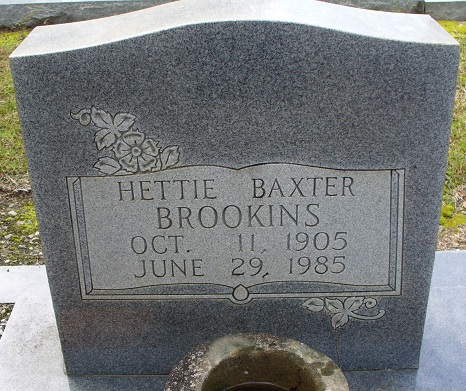 HETTIE BAXTER
BROOKINS
OCT. 11, 1905
JUNE 29, 1985